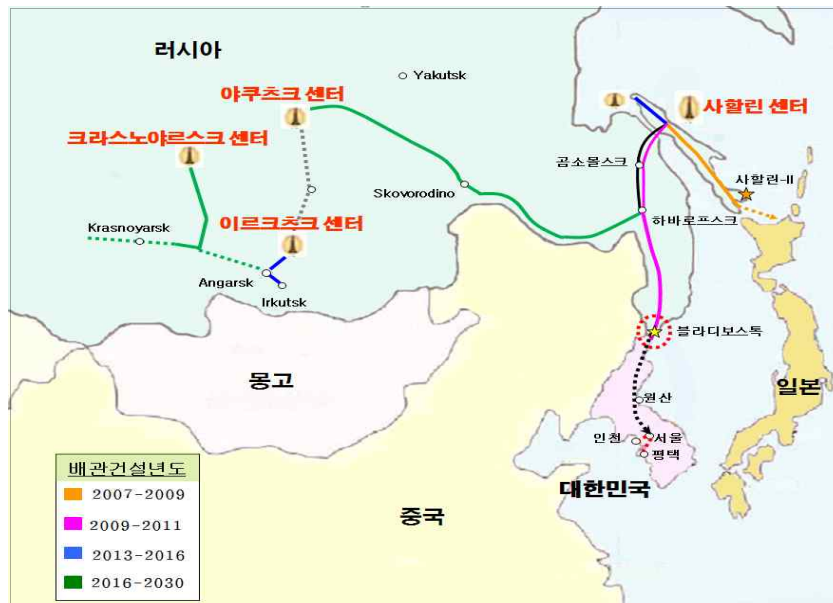 러시아
Yakutsk
야쿠츠크 센터
사할린 센터
크라스노야르스크 센터
곰소몰스크
사할린-II
Skovorodino
하바로프스크
이르크츠크 센터
Krasnoyarsk
Angarsk
Irkutsk
블라디보스톡
몽고
일본
원산
인천
서울
평택
대한민국
중국
배관건설년도
2007-2009
2009-2011
2013-2016
2016-2030